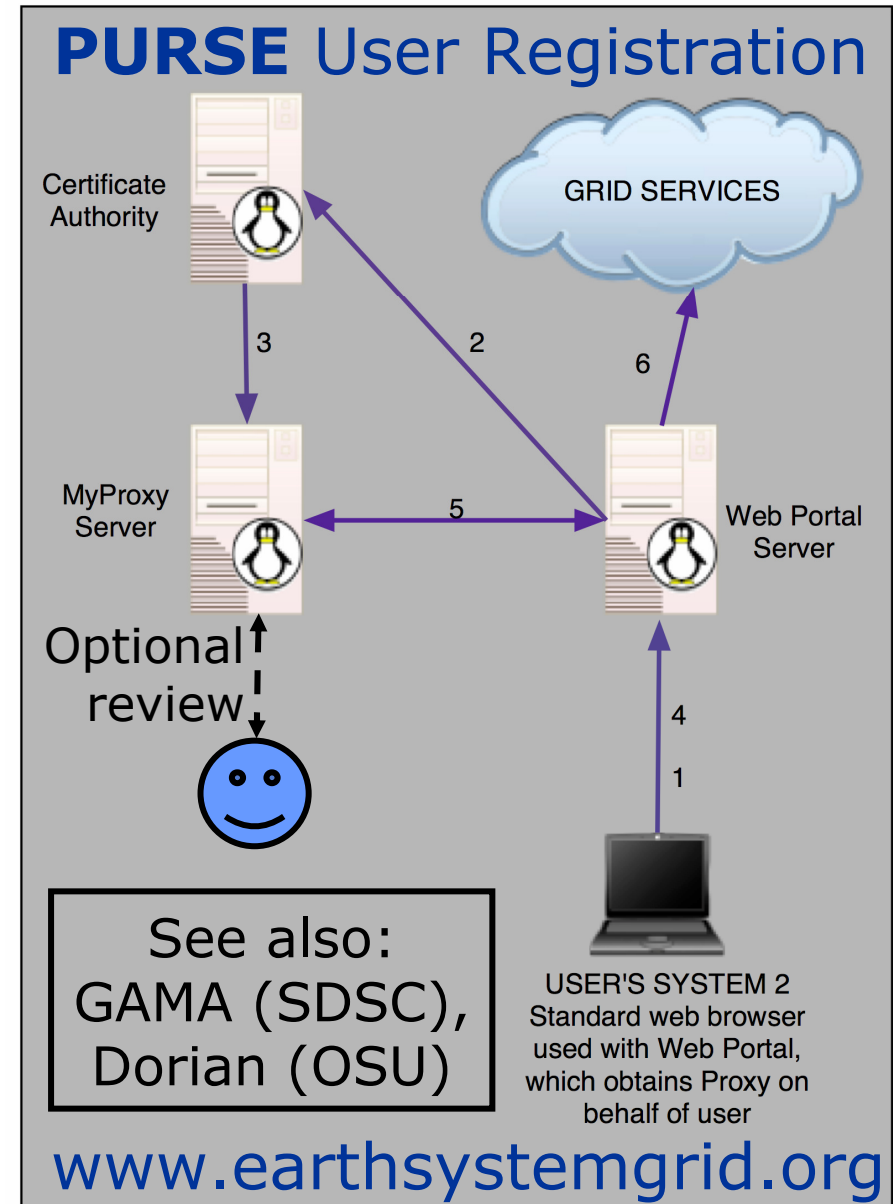 PURSE User Registration
Certificate
Authority
GRID SERVICES
3
2
6
MyProxy
Server
5
Web Portal
Server
Optional
review
4
1
See also:
GAMA (SDSC),
Dorian (OSU)
USER'S SYSTEM 2
Standard web browser
used with Web Portal,
which obtains Proxy on
behalf of user
www.earthsystemgrid.org